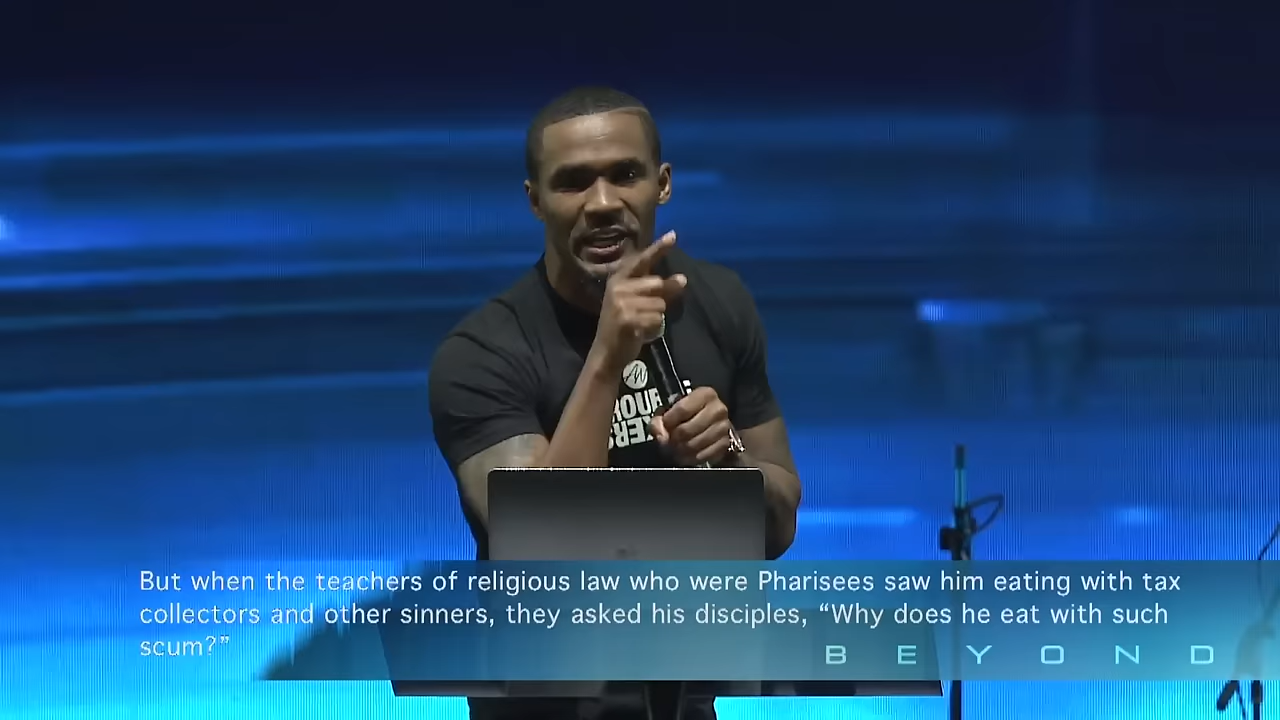 But when the teachers of religious law who were Pharisees saw him eating with tax
collectors and other sinners, they asked his disciples, “Why does he eat with such
scum?”
BEYOND